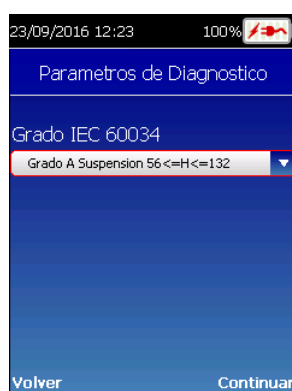 23/09/2016 12:23 100%
Parametros de Diagnostico
Grado IEC 60034
Grado A Suspension 56<=H<=132
Volver Continuar